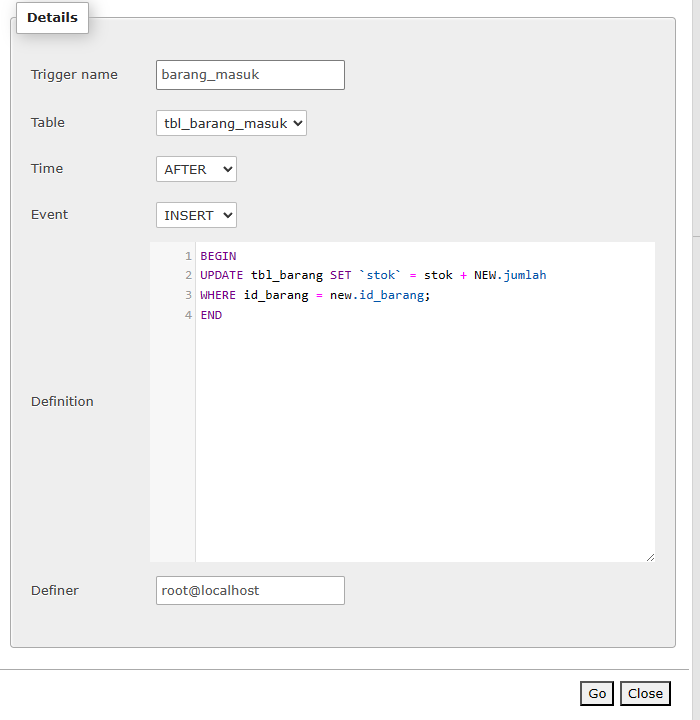 Details
Trigger name barang_masuk
Table tbl_barang_masuk
Time AFTER
Event INSERT
1 BEGIN
2 UPDATE tbl_barang SET `stok` = stok + NEW.jumlah
3 WHERE id_barang = new.id_barang;
4 END
Definition
Definer root@localhost
Go Close